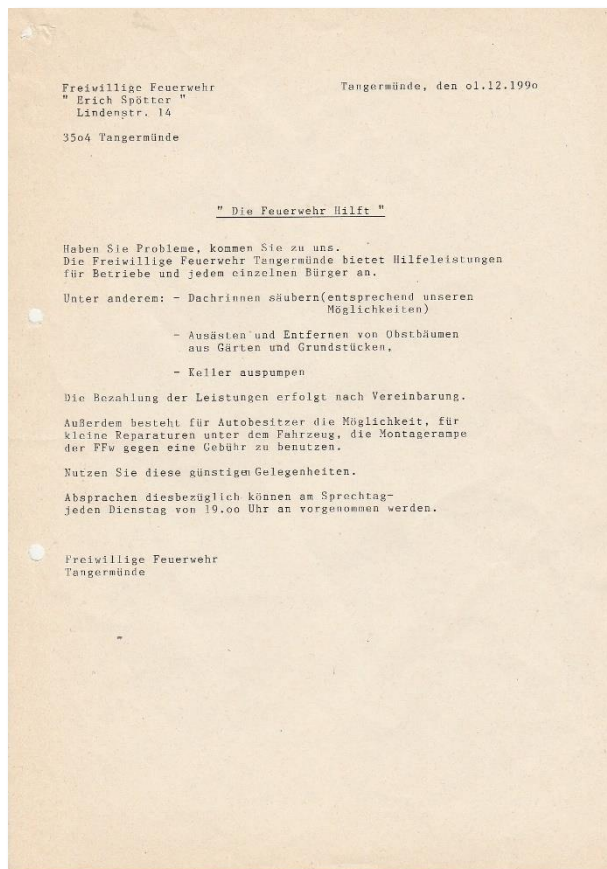 Freiwillige Feuerwehr
Tangermünde, den o1.12.199o
" Erich Spötter "
Lindenstr. 14
35o4 Tangermünde
" Die Feuerwehr Hilft "
Haben Sie Probleme, kommen Sie zu uns.
Die Freiwillige Feuerwehr Tangermünde bietet Hilfeleistungen
für Betriebe und jedem einzelnen Bürger an.
Unter anderem: - Dachrinnen säubern(entsprechend unseren
Möglichkeiten)
- Ausästen und Entfernen von Obstbäumen
aus Gärten und Grundstücken.
- Keller auspumpen
Die Bezahlung der Leistungen erfolgt nach Vereinbarung.
Außerdem besteht für Autobesitzer die Möglichkeit, für
kleine Reparaturen unter dem Fahrzeug, die Montagerampe
der FFw gegen eine Gebühr zu benutzen.
Nutzen Sie diese günstigen Gelegenheiten.
Absprachen diesbezüglich können am Sprechtag-
jeden Dienstag von 19.oo Uhr an vorgenommen werden.
Freiwillige Feuerwehr
Tangermünde